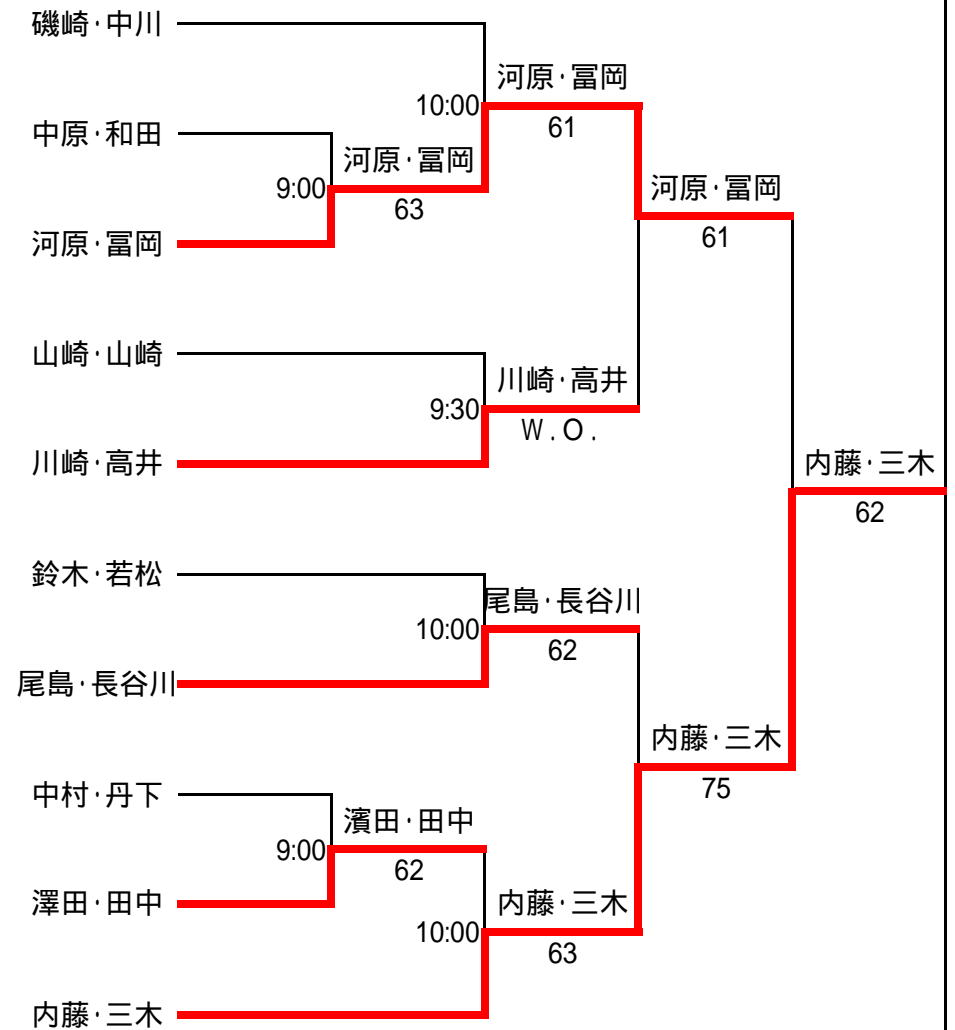 磯崎・中川
河原・冨岡
10:00
61
中原・和田
河原・冨岡
9:00
63
河原・冨岡
河原・冨岡
61
山崎・山崎
川崎・高井
9:30
W.O.
川崎・高井
内藤・三木
62
鈴木・若松
尾島・長谷川
10:00
62
尾島・長谷川
内藤・三木
75
中村・丹下
濱田・田中
9:00
62
澤田・田中
内藤・三木
10:00
63
内藤・三木